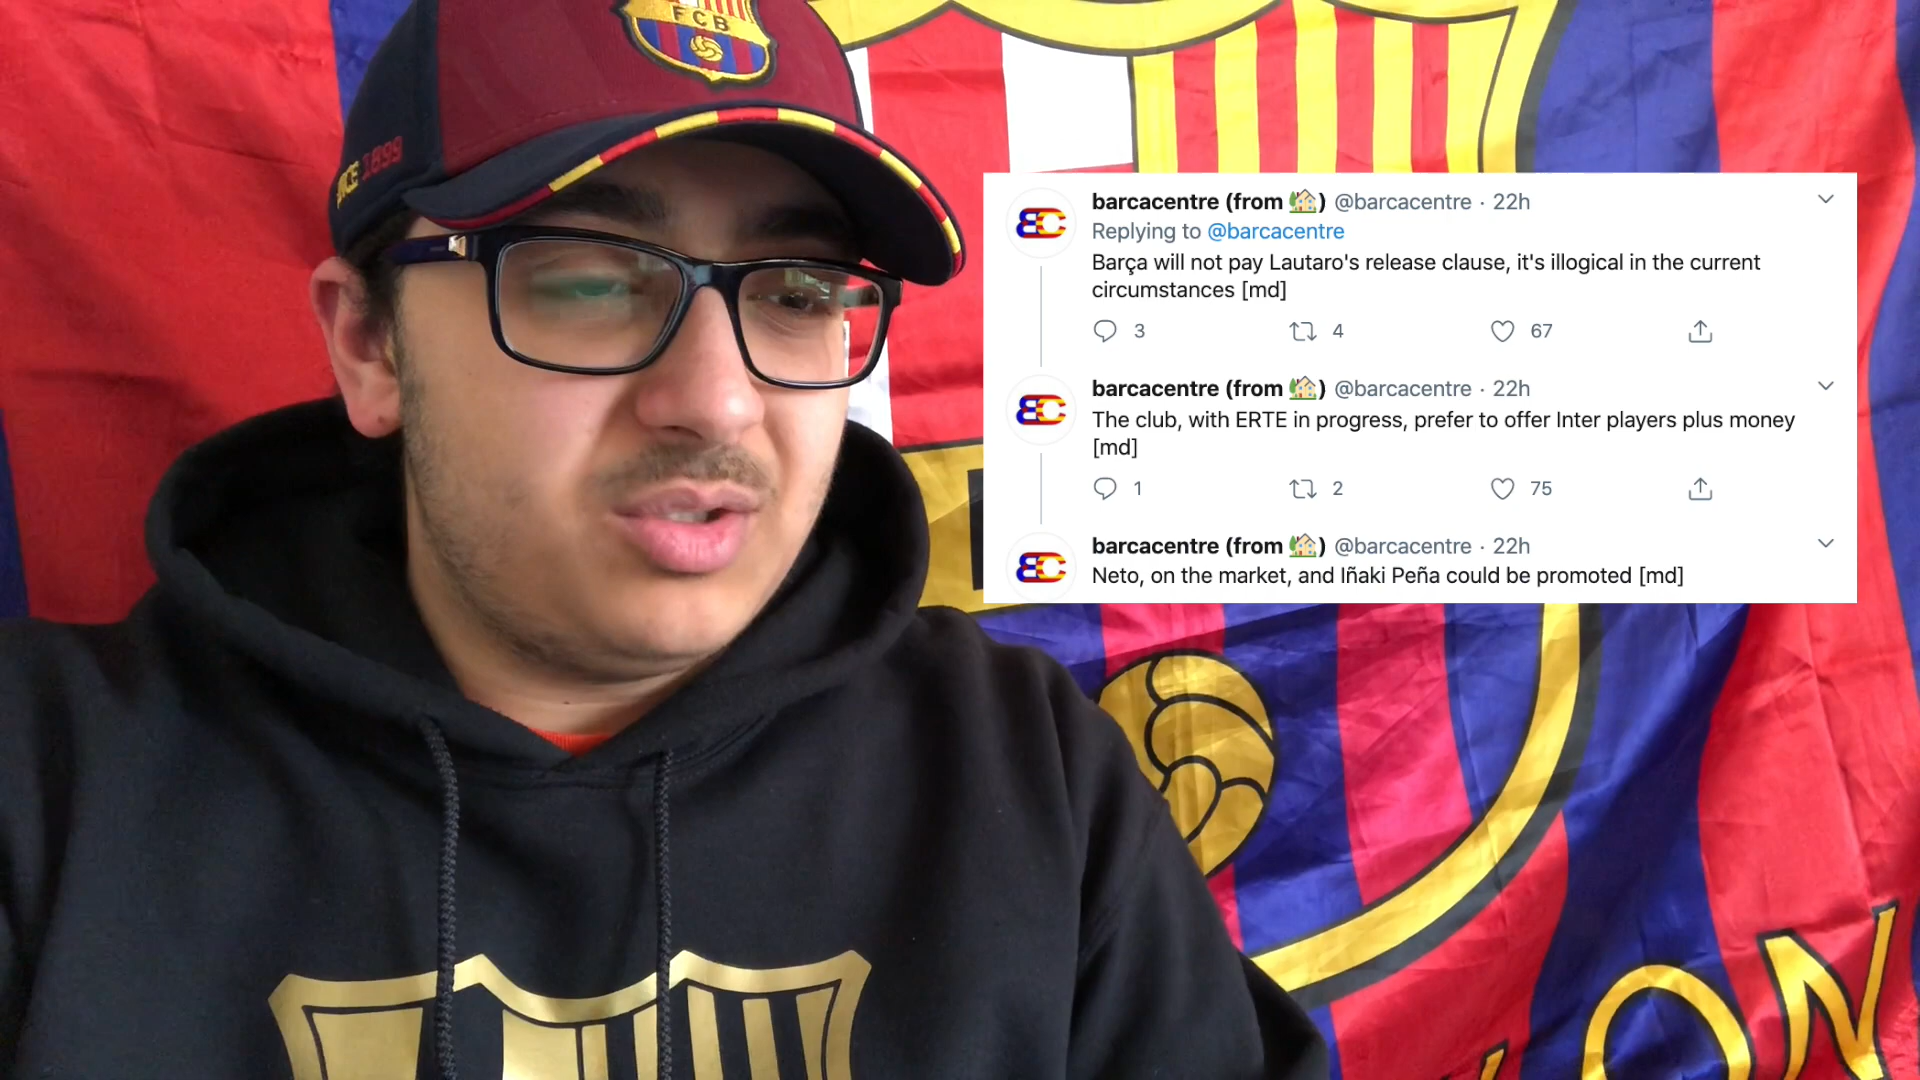 FCB
SINCE 1899
barcacentre (from 🏡) @barcacentre · 22h
Replying to @barcacentre
Barça will not pay Lautaro's release clause, it's illogical in the current
circumstances [md]
3 4 67
barcacentre (from 🏡) @barcacentre · 22h
The club, with ERTE in progress, prefer to offer Inter players plus money
[md]
1 2 75
barcacentre (from 🏡) @barcacentre · 22h
Neto, on the market, and Iñaki Peña could be promoted [md]
ON